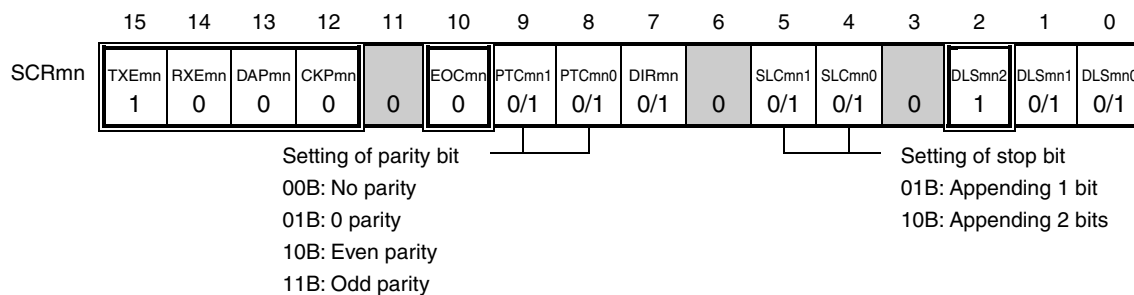 15 14 13 12 11 10 9 8 7 6 5 4 3 2 1 0
SCRmn TXEmn RXEmn DAPmn CKPmn EOCmn PTCmn1 PTCmn0 DIRmn SLCmn1 SLCmn0 DLSmn2 DLSmn1 DLSmn0
1 0 0 0 0 0 0/1 0/1 0/1 0 0/1 0/1 0 1 0/1 0/1
Setting of parity bit
00B: No parity
01B: 0 parity
10B: Even parity
11B: Odd parity
Setting of stop bit
01B: Appending 1 bit
10B: Appending 2 bits